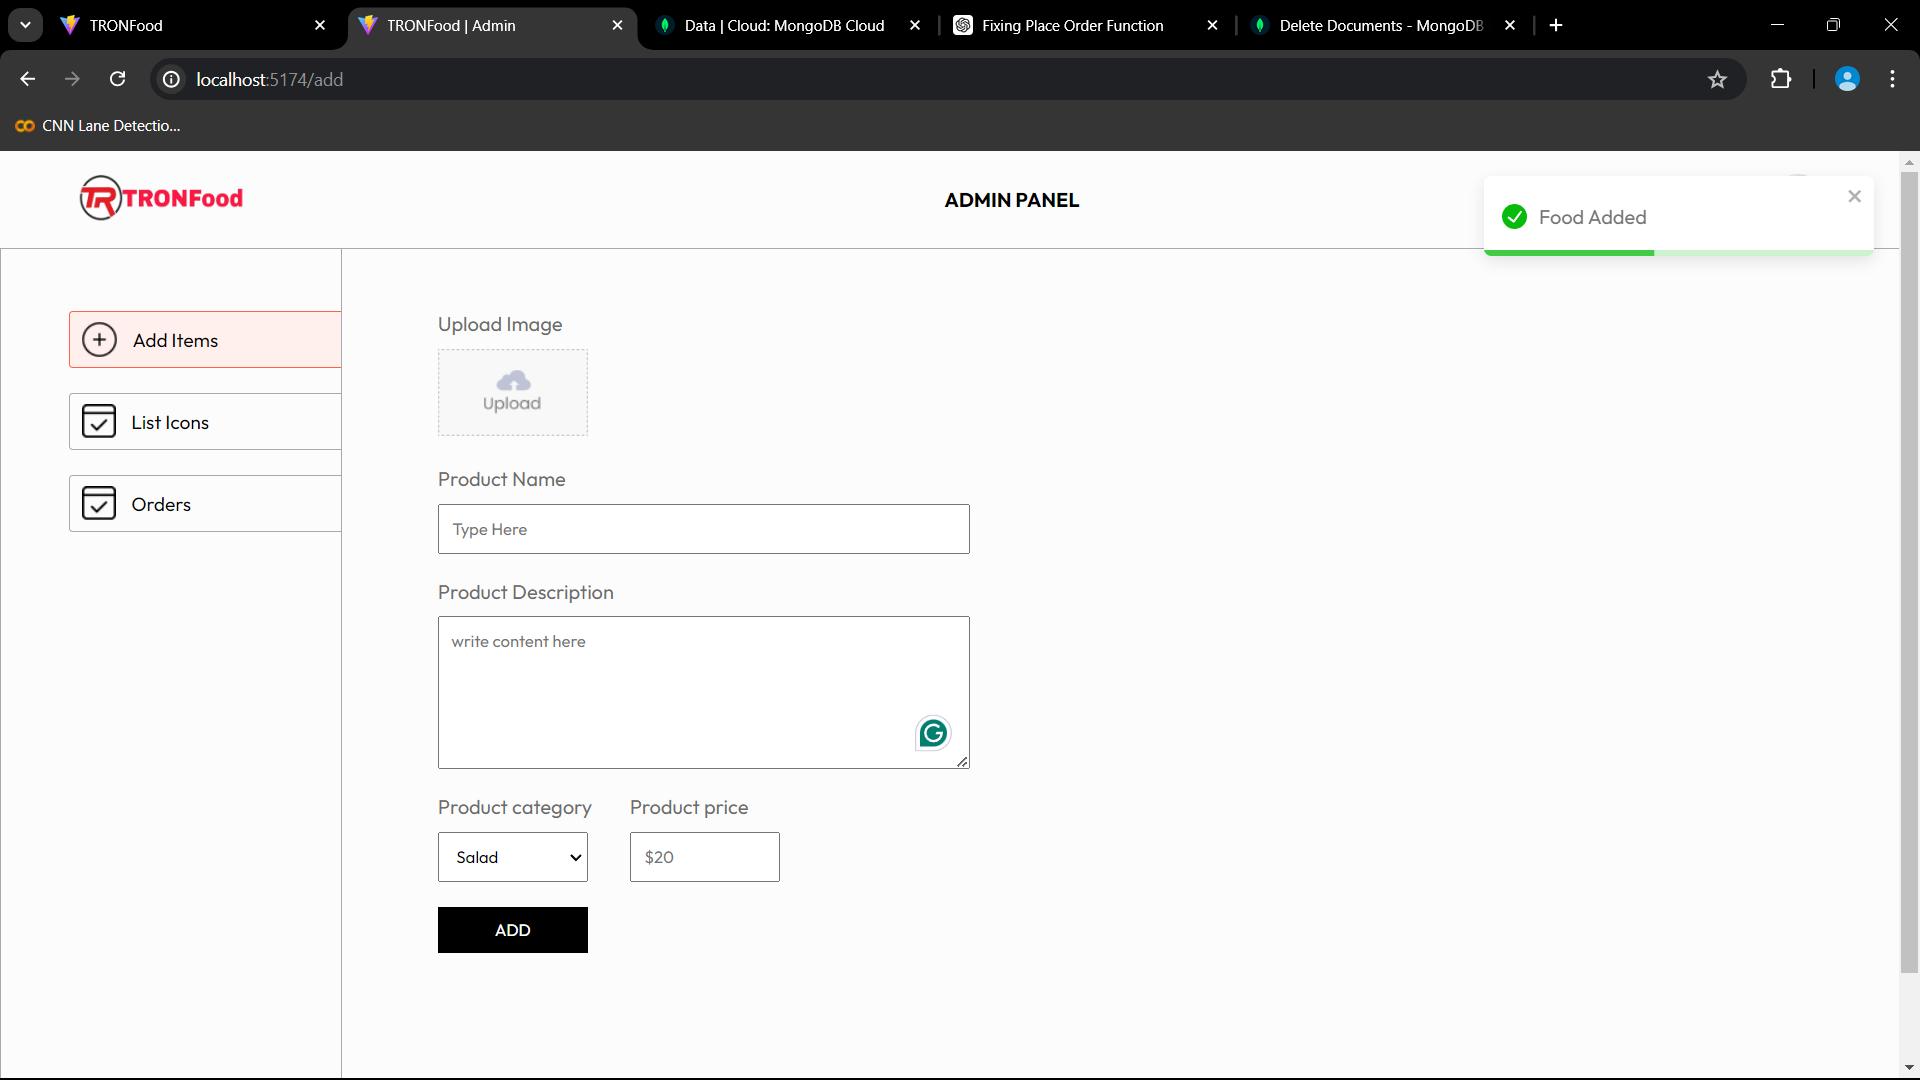 TRONFood
TRONFood | Admin
Data | Cloud: MongoDB Cloud
Fixing Place Order Function
Delete Documents - MongoDB
localhost:5174/add
CNN Lane Detectio...
TR TRONFood
ADMIN PANEL
Food Added
Add Items
List Icons
Orders
Upload Image
Upload
Product Name
Type Here
Product Description
write content here
Product category
Product price
Salad
$20
ADD